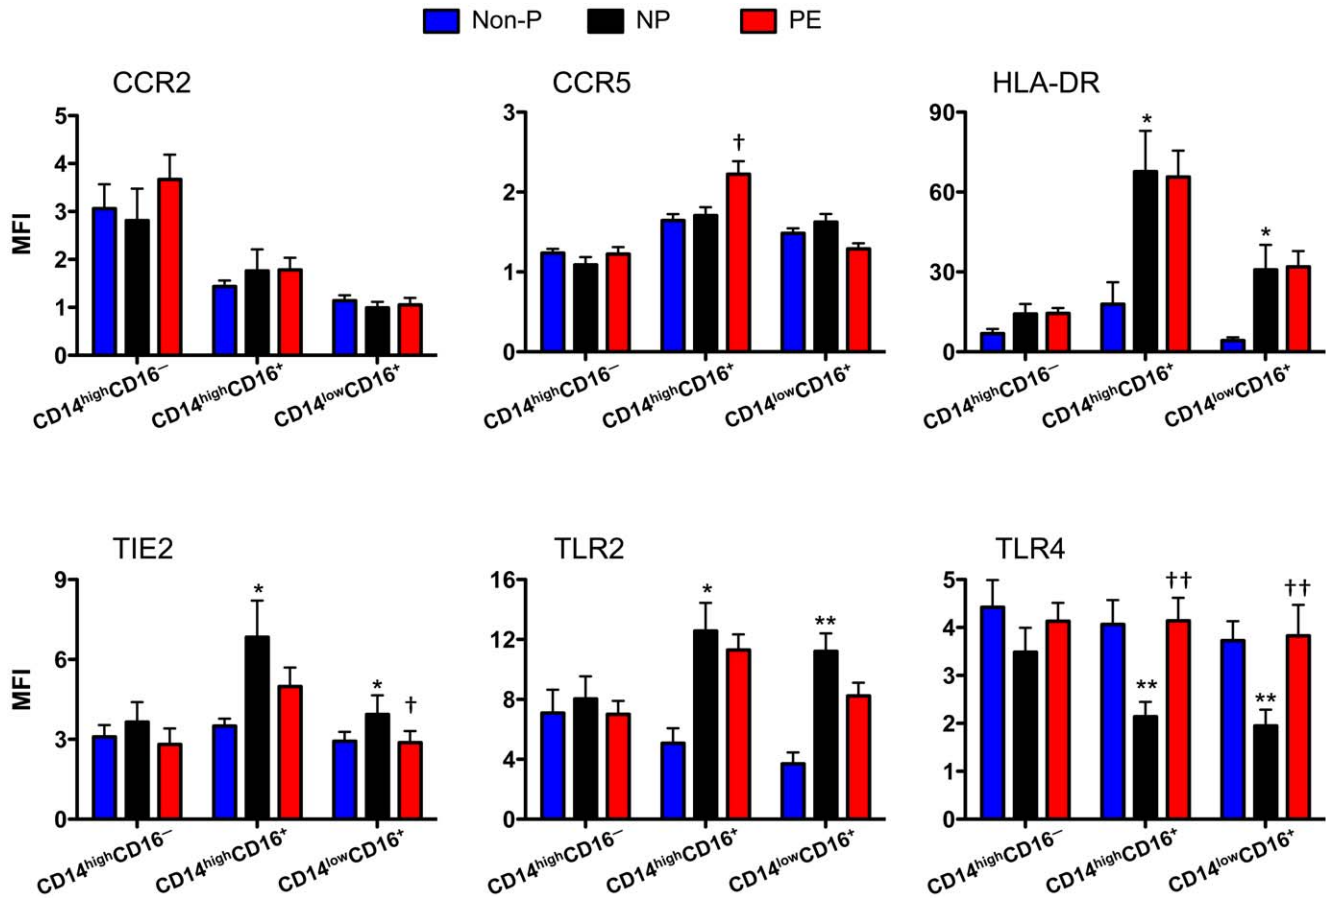 Non-P NP PE
CCR2
5
4
3
2
1
0
MFI
CD14highCD16– CD14highCD16+ CD14lowCD16+
CCR5
3
2
1
0
†
CD14highCD16– CD14highCD16+ CD14lowCD16+
HLA-DR
90
60
30
0
* *
CD14highCD16– CD14highCD16+ CD14lowCD16+
TIE2
9
6
3
0
MFI
* * †
CD14highCD16– CD14highCD16+ CD14lowCD16+
TLR2
16
12
8
4
0
* **
CD14highCD16– CD14highCD16+ CD14lowCD16+
TLR4
5
4
3
2
1
0
** †† ** ††
CD14highCD16– CD14highCD16+ CD14lowCD16+